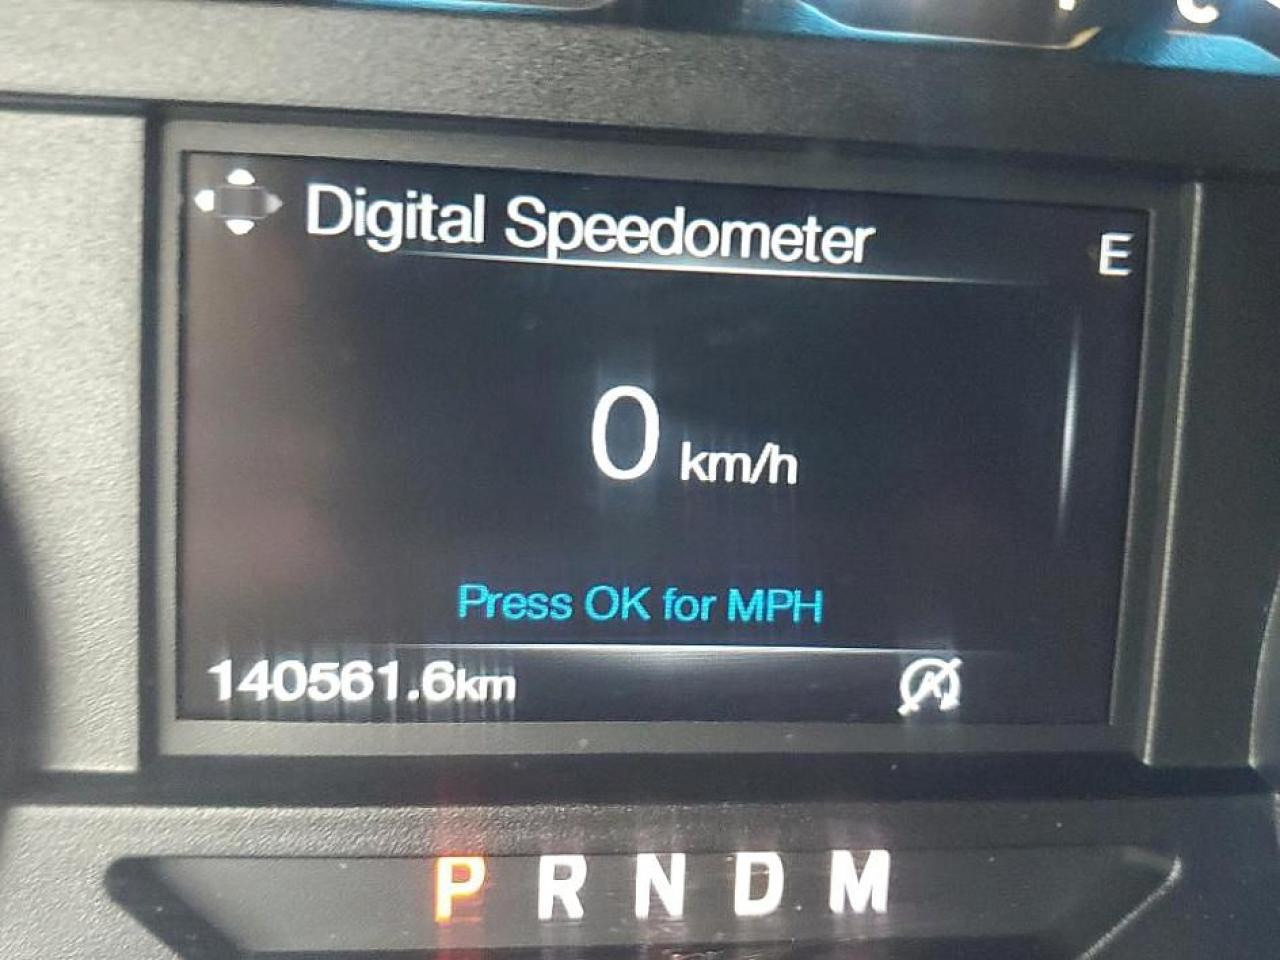 C
Digital Speedometer
E
0 km/h
Press OK for MPH
140561.6km
P R N D M